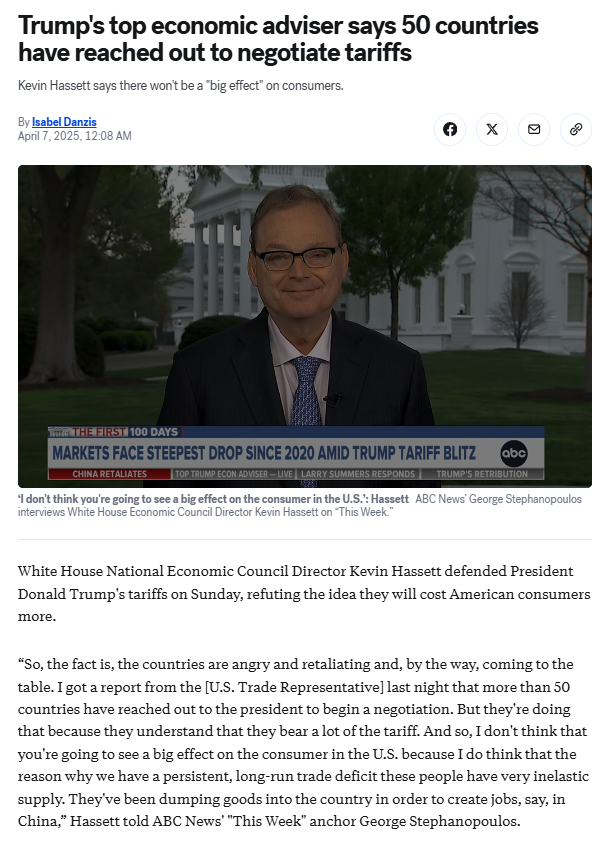 Trump's top economic adviser says 50 countries
have reached out to negotiate tariffs
Kevin Hassett says there won't be a "big effect" on consumers.
By Isabel Danzis
April 7, 2025, 12:08 AM
THE FIRST 100 DAYS
MARKETS FACE STEEPEST DROP SINCE 2020 AMID TRUMP TARIFF BLITZ
abc
CHINA RETALIATES | TOP TRUMP ECON ADVISER – LIVE | LARRY SUMMERS RESPONDS | TRUMP'S RETRIBUTION
'I don't think you're going to see a big effect on the consumer in the U.S.': Hassett ABC News' George Stephanopoulos
interviews White House Economic Council Director Kevin Hassett on "This Week."
White House National Economic Council Director Kevin Hassett defended President
Donald Trump's tariffs on Sunday, refuting the idea they will cost American consumers
more.
“So, the fact is, the countries are angry and retaliating and, by the way, coming to the
table. I got a report from the [U.S. Trade Representative] last night that more than 50
countries have reached out to the president to begin a negotiation. But they're doing
that because they understand that they bear a lot of the tariff. And so, I don't think that
you're going to see a big effect on the consumer in the U.S. because I do think that the
reason why we have a persistent, long-run trade deficit these people have very inelastic
supply. They've been dumping goods into the country in order to create jobs, say, in
China,” Hassett told ABC News' "This Week" anchor George Stephanopoulos.